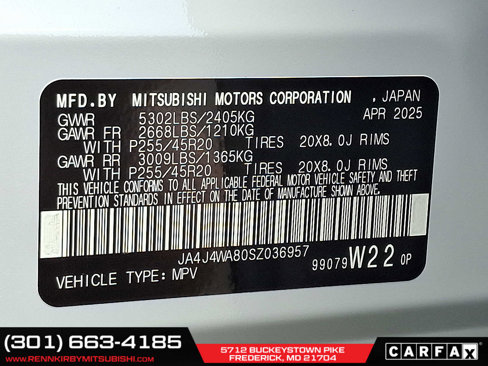 MFD.BY MITSUBISHI MOTORS CORPORATION , JAPAN
GVWR 5302LBS/2405KG APR 2025
GAWR FR 2668LBS/1210KG
WITH P255/45R20 TIRES 20X8.0J RIMS
GAWR RR 3009LBS/1365KG
WITH P255/45R20 TIRES 20X8.0J RIMS
THIS VEHICLE CONFORMS TO ALL APPLICABLE FEDERAL MOTOR VEHICLE SAFETY AND THEFT
PREVENTION STANDARDS IN EFFECT ON THE DATE OF MANUFACTURE SHOWN ABOVE.
JA4J4WA80SZ036957
VEHICLE TYPE: MPV 99079 W22 0P
(301) 663-4185
WWW.RENNKIRBYMITSUBISHI.COM
5712 BUCKEYSTOWN PIKE
FREDERICK, MD 21704
CARFAX